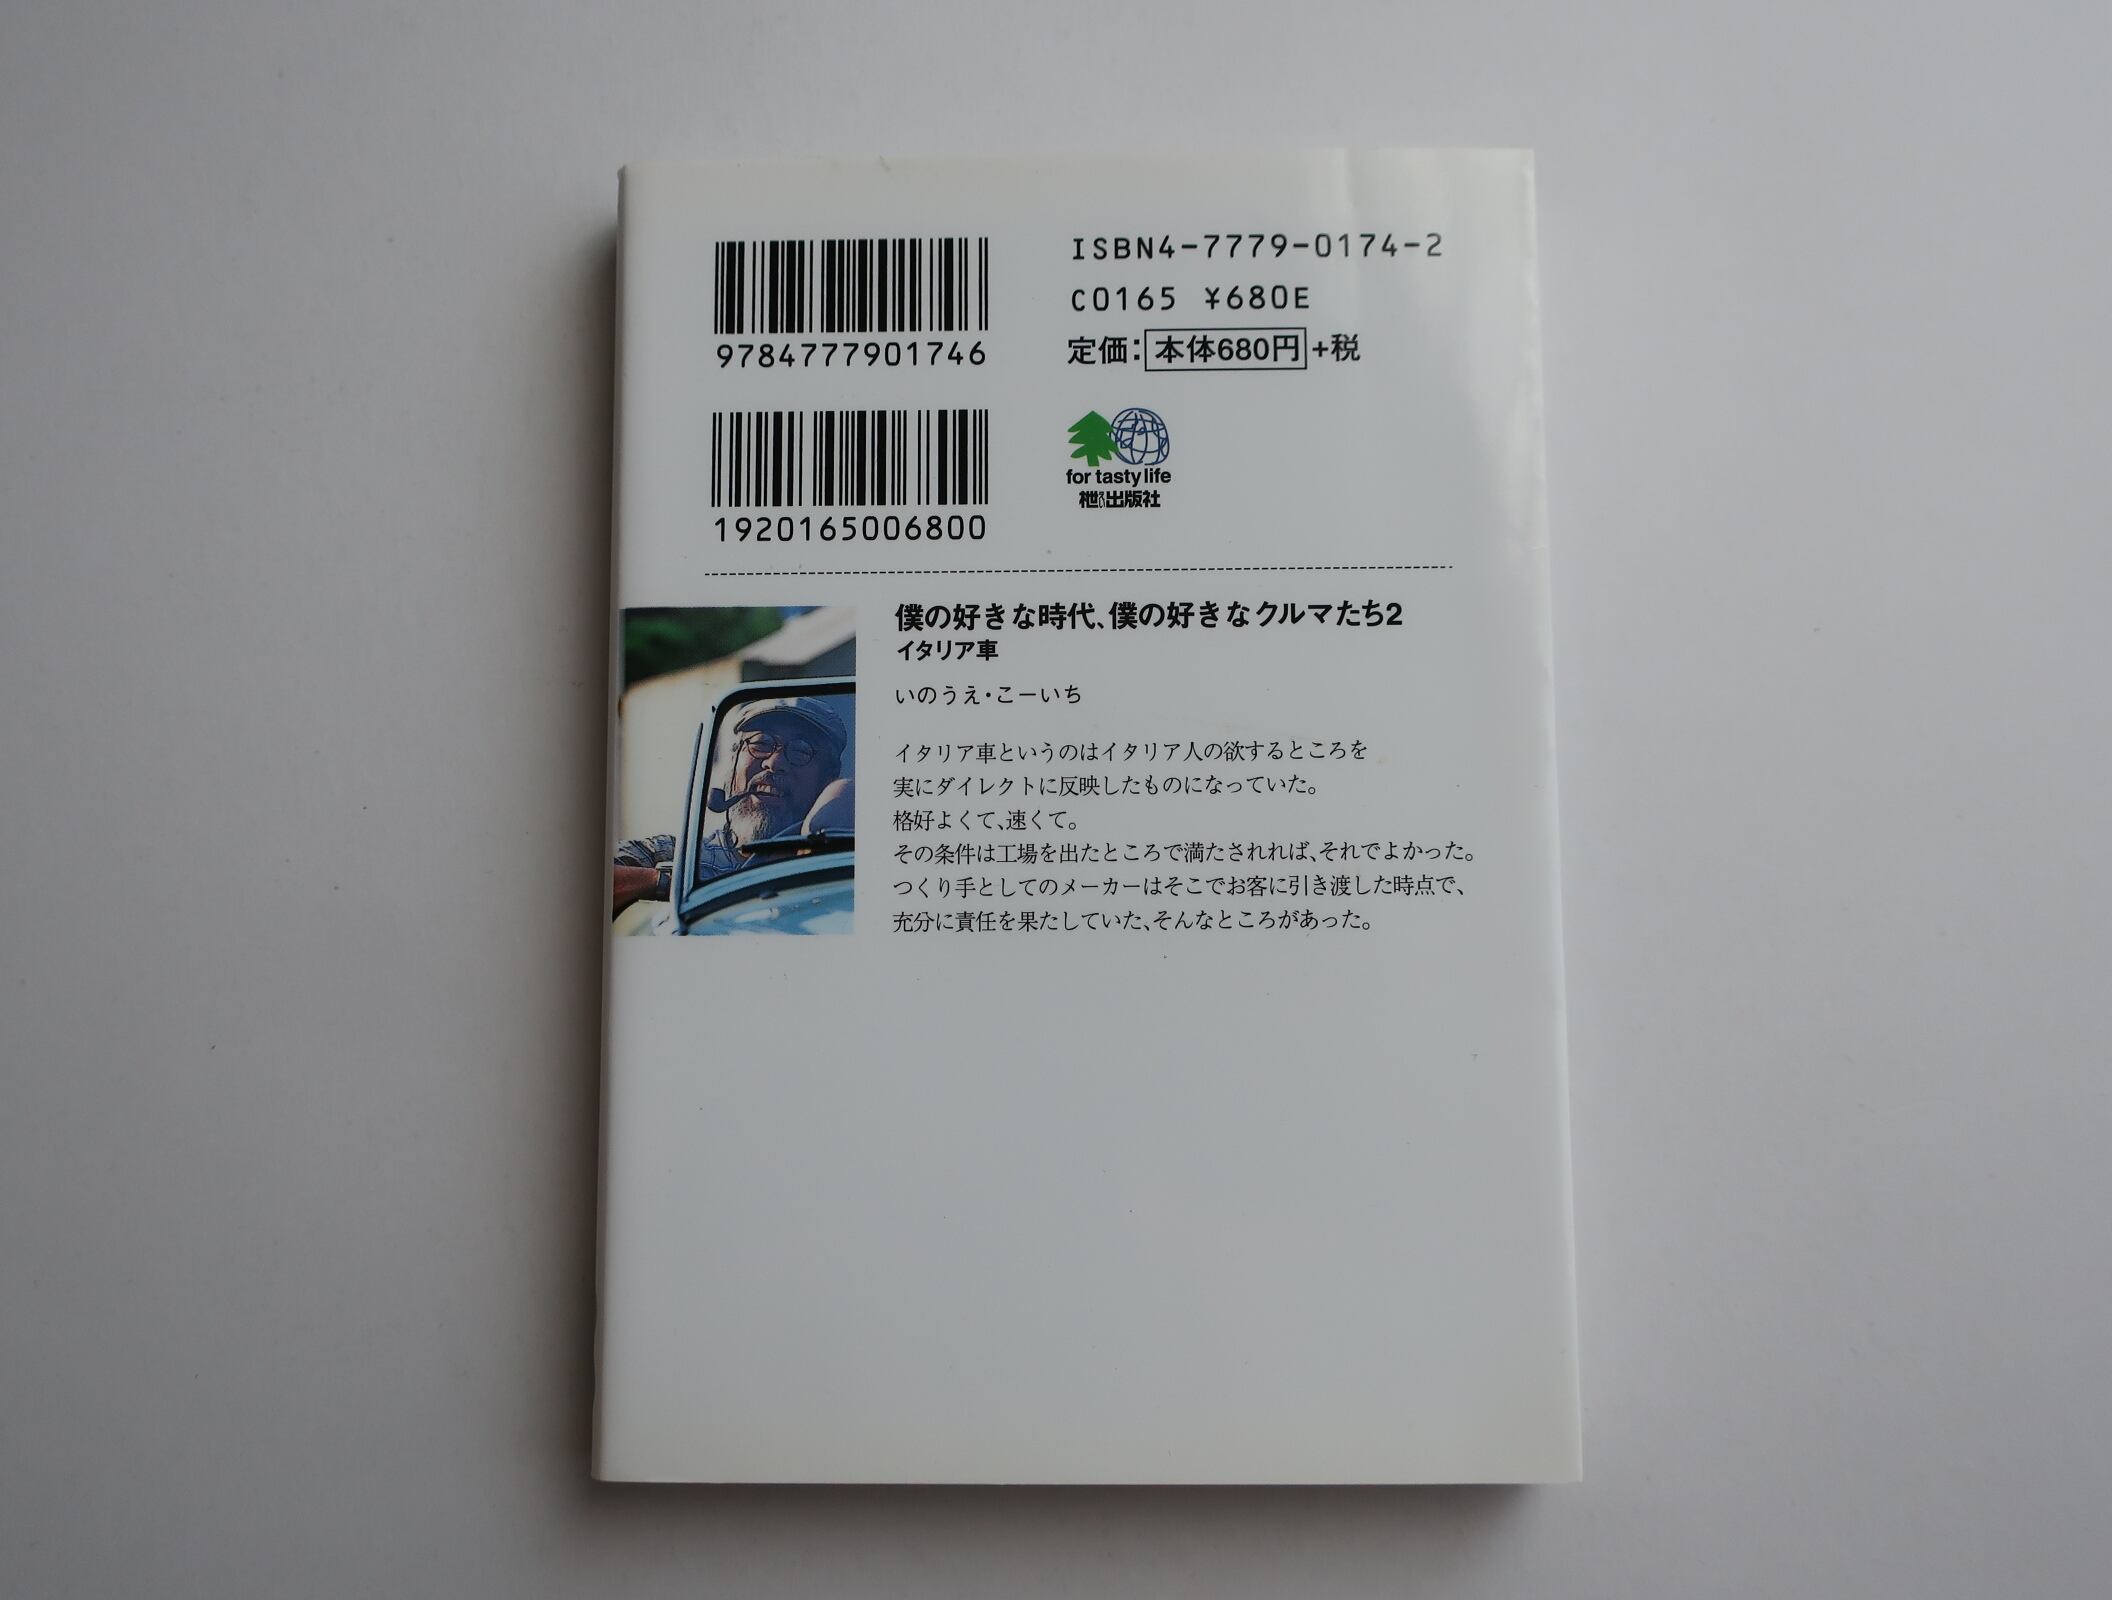 9784777901746
ISBN4-7779-0174-2
C0165 ¥680E
定価：本体680円+税
1920165006800
for tasty life
枻えい出版社
僕の好きな時代、僕の好きなクルマたち2
イタリア車
いのうえ・こーいち
イタリア車というのはイタリア人の欲するところを
実にダイレクトに反映したものになっていた。
格好よくて、速くて。
その条件は工場を出たところで満たされれば、それでよかった。
つくり手としてのメーカーはそこでお客に引き渡した時点で、
充分に責任を果たしていた、そんなところがあった。